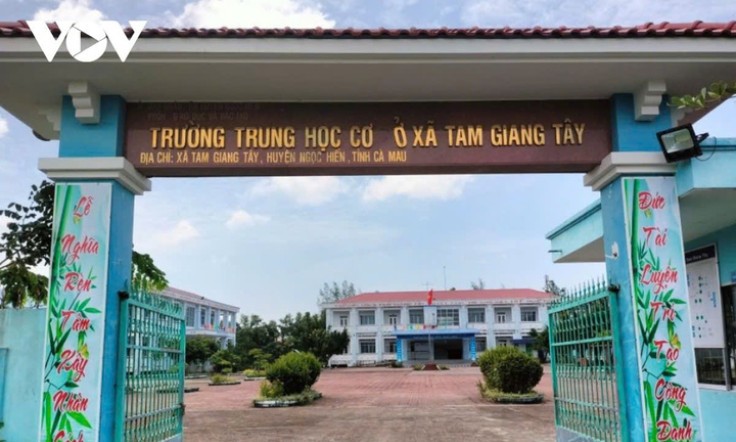 VOV
TRƯỜNG TRUNG HỌC CƠ Ở XÃ TAM GIANG TÂY
ĐỊA CHỈ: XÃ TAM GIANG TÂY, HUYỆN NGỌC HIỂN, TỈNH CÀ MAU
Lễ
Nghĩa
Rèn
Tâm
Xây
Nhân
Cách
Đức
Tài
Luyện
Trí
Tạo
Công
Danh